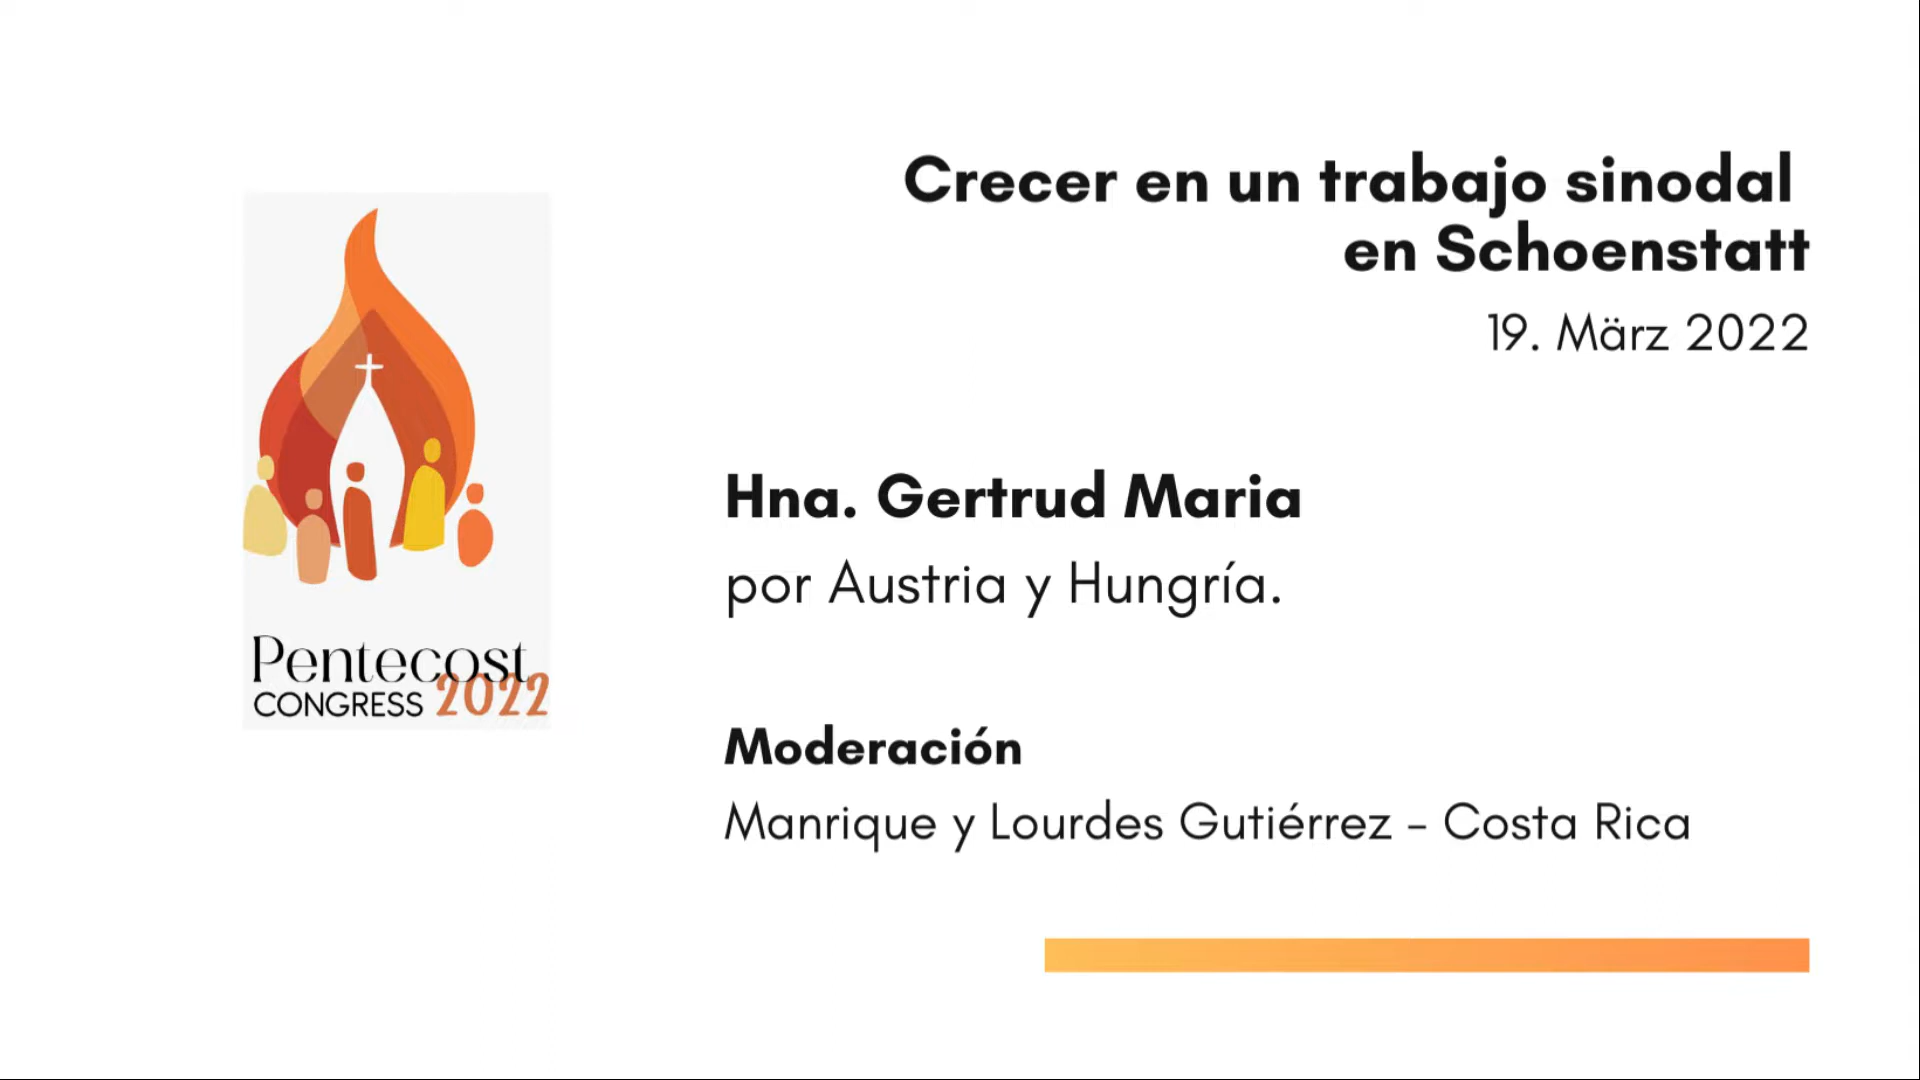 Crecer en un trabajo sinodal
en Schoenstatt
19. März 2022
Hna. Gertrud Maria
por Austria y Hungría.
Moderación
Manrique y Lourdes Gutiérrez - Costa Rica
Pentecost
CONGRESS 2022